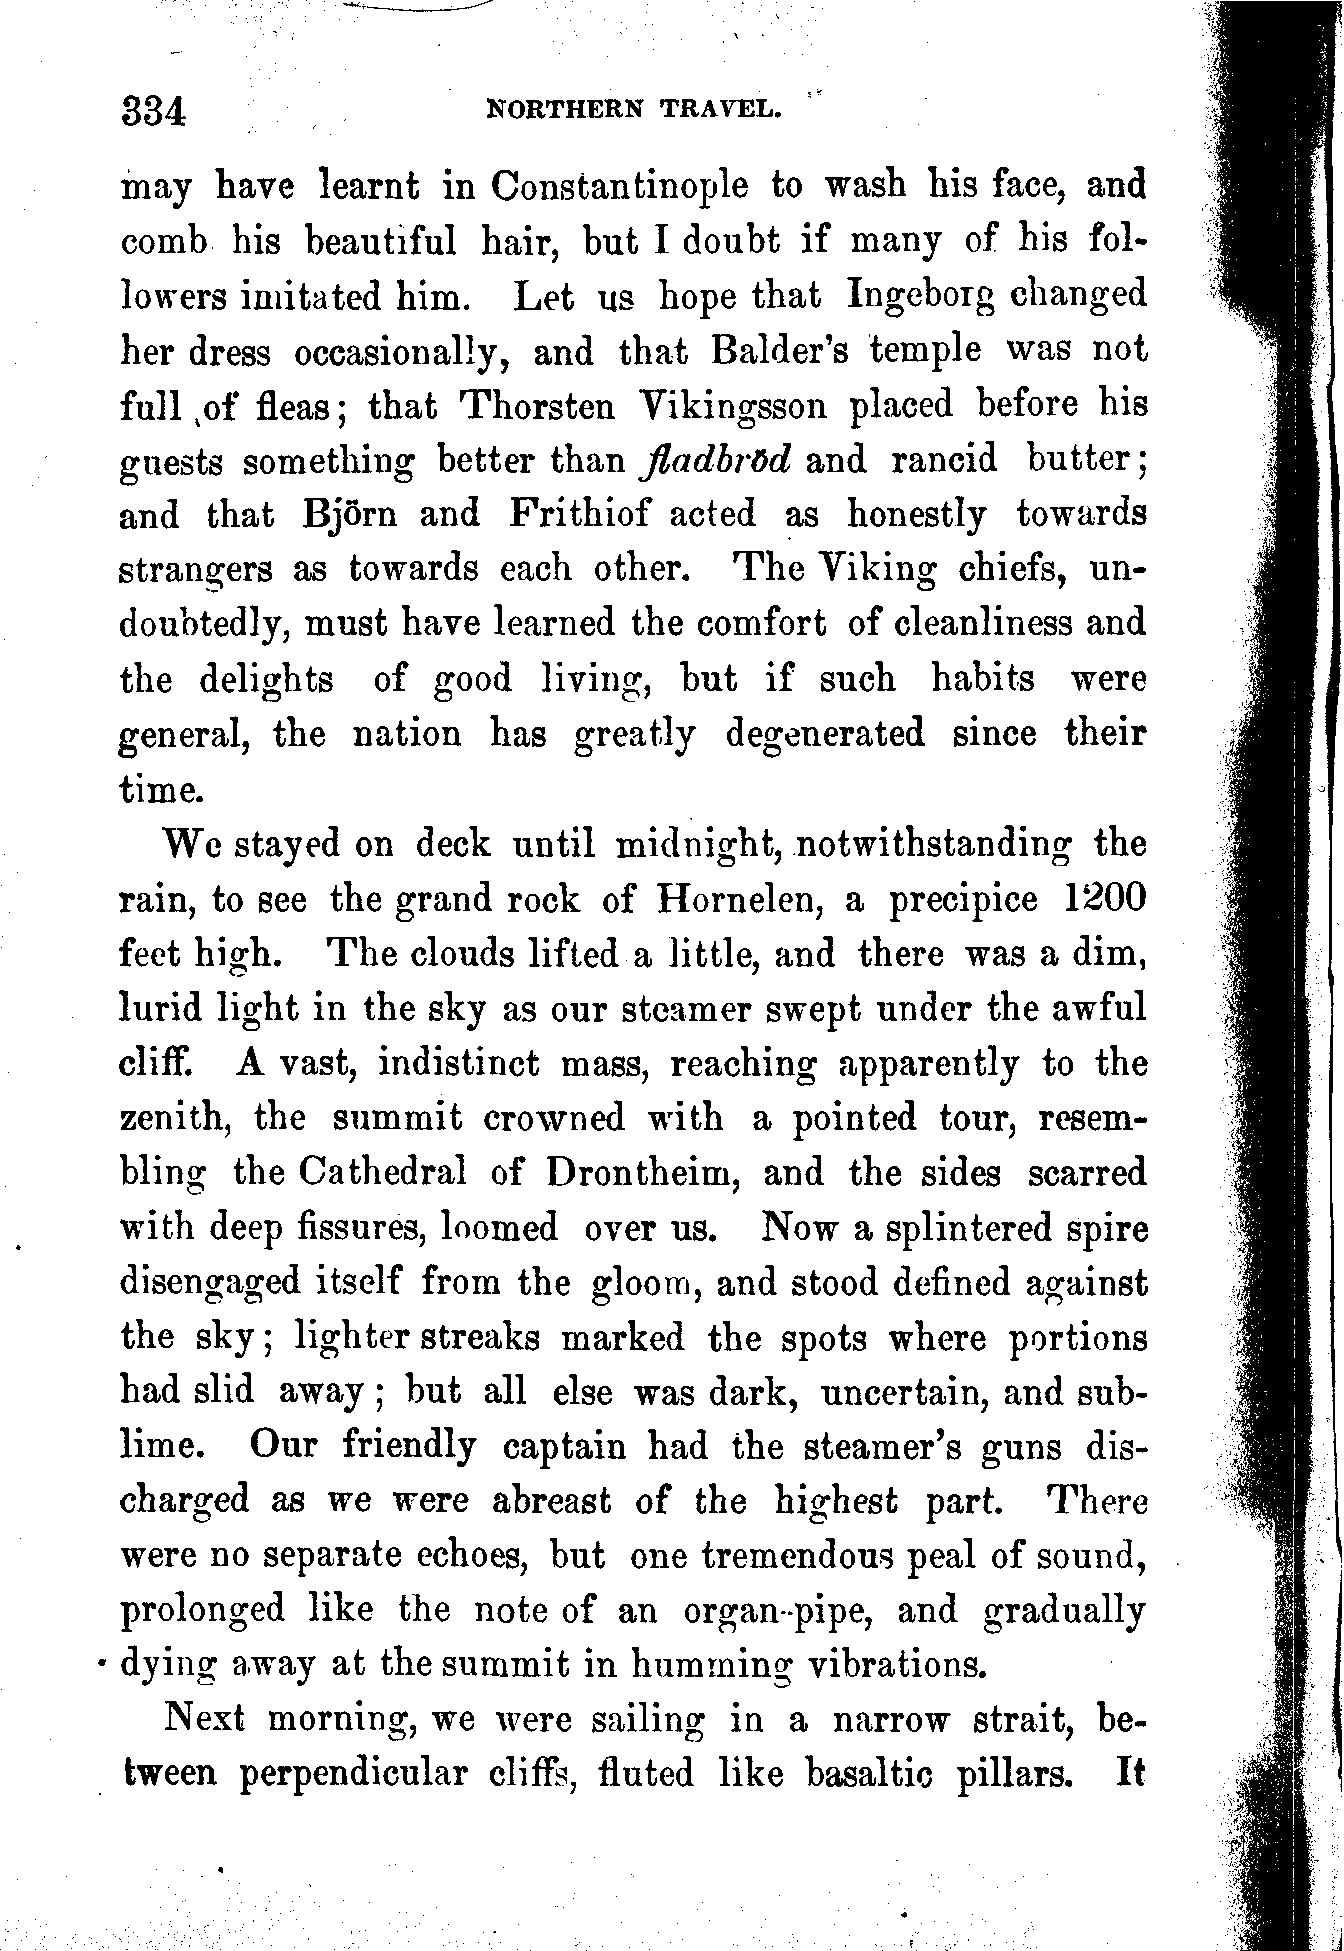 334 NORTHERN TRAVEL.
may have learnt in Constantinople to wash his face, and
comb his beautiful hair, but I doubt if many of his fol-
lowers imitated him. Let us hope that Ingeborg changed
her dress occasionally, and that Balder's temple was not
full of fleas; that Thorsten Vikingsson placed before his
guests something better than fladbröd and rancid butter;
and that Björn and Frithiof acted as honestly towards
strangers as towards each other. The Viking chiefs, un-
doubtedly, must have learned the comfort of cleanliness and
the delights of good living, but if such habits were
general, the nation has greatly degenerated since their
time.
We stayed on deck until midnight, notwithstanding the
rain, to see the grand rock of Hornelen, a precipice 1200
feet high. The clouds lifted a little, and there was a dim,
lurid light in the sky as our steamer swept under the awful
cliff. A vast, indistinct mass, reaching apparently to the
zenith, the summit crowned with a pointed tour, resem-
bling the Cathedral of Drontheim, and the sides scarred
with deep fissures, loomed over us. Now a splintered spire
disengaged itself from the gloom, and stood defined against
the sky; lighter streaks marked the spots where portions
had slid away; but all else was dark, uncertain, and sub-
lime. Our friendly captain had the steamer's guns dis-
charged as we were abreast of the highest part. There
were no separate echoes, but one tremendous peal of sound,
prolonged like the note of an organ-pipe, and gradually
dying away at the summit in humming vibrations.
Next morning, we were sailing in a narrow strait, be-
tween perpendicular cliffs, fluted like basaltic pillars. It